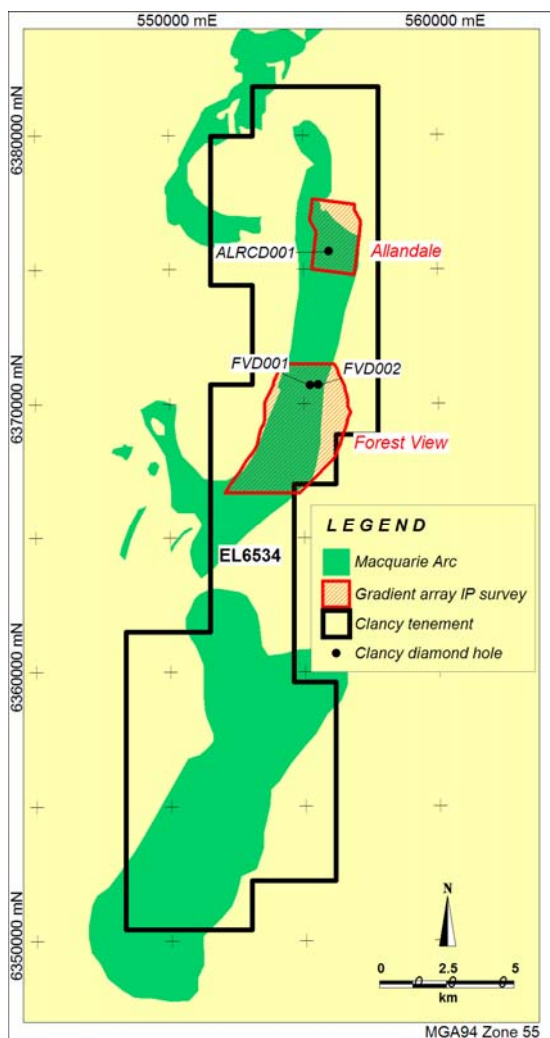 550000 mE 560000 mE
6380000 mN
ALRCD001
Allandale
FVD001 FVD002
6370000 mN
Forest View
LEGEND
Macquarie Arc
Gradient array IP survey
Clancy tenement
Clancy diamond hole
EL6534
6360000 mN
6350000 mN
N
0 2.5 5
km
MGA94 Zone 55